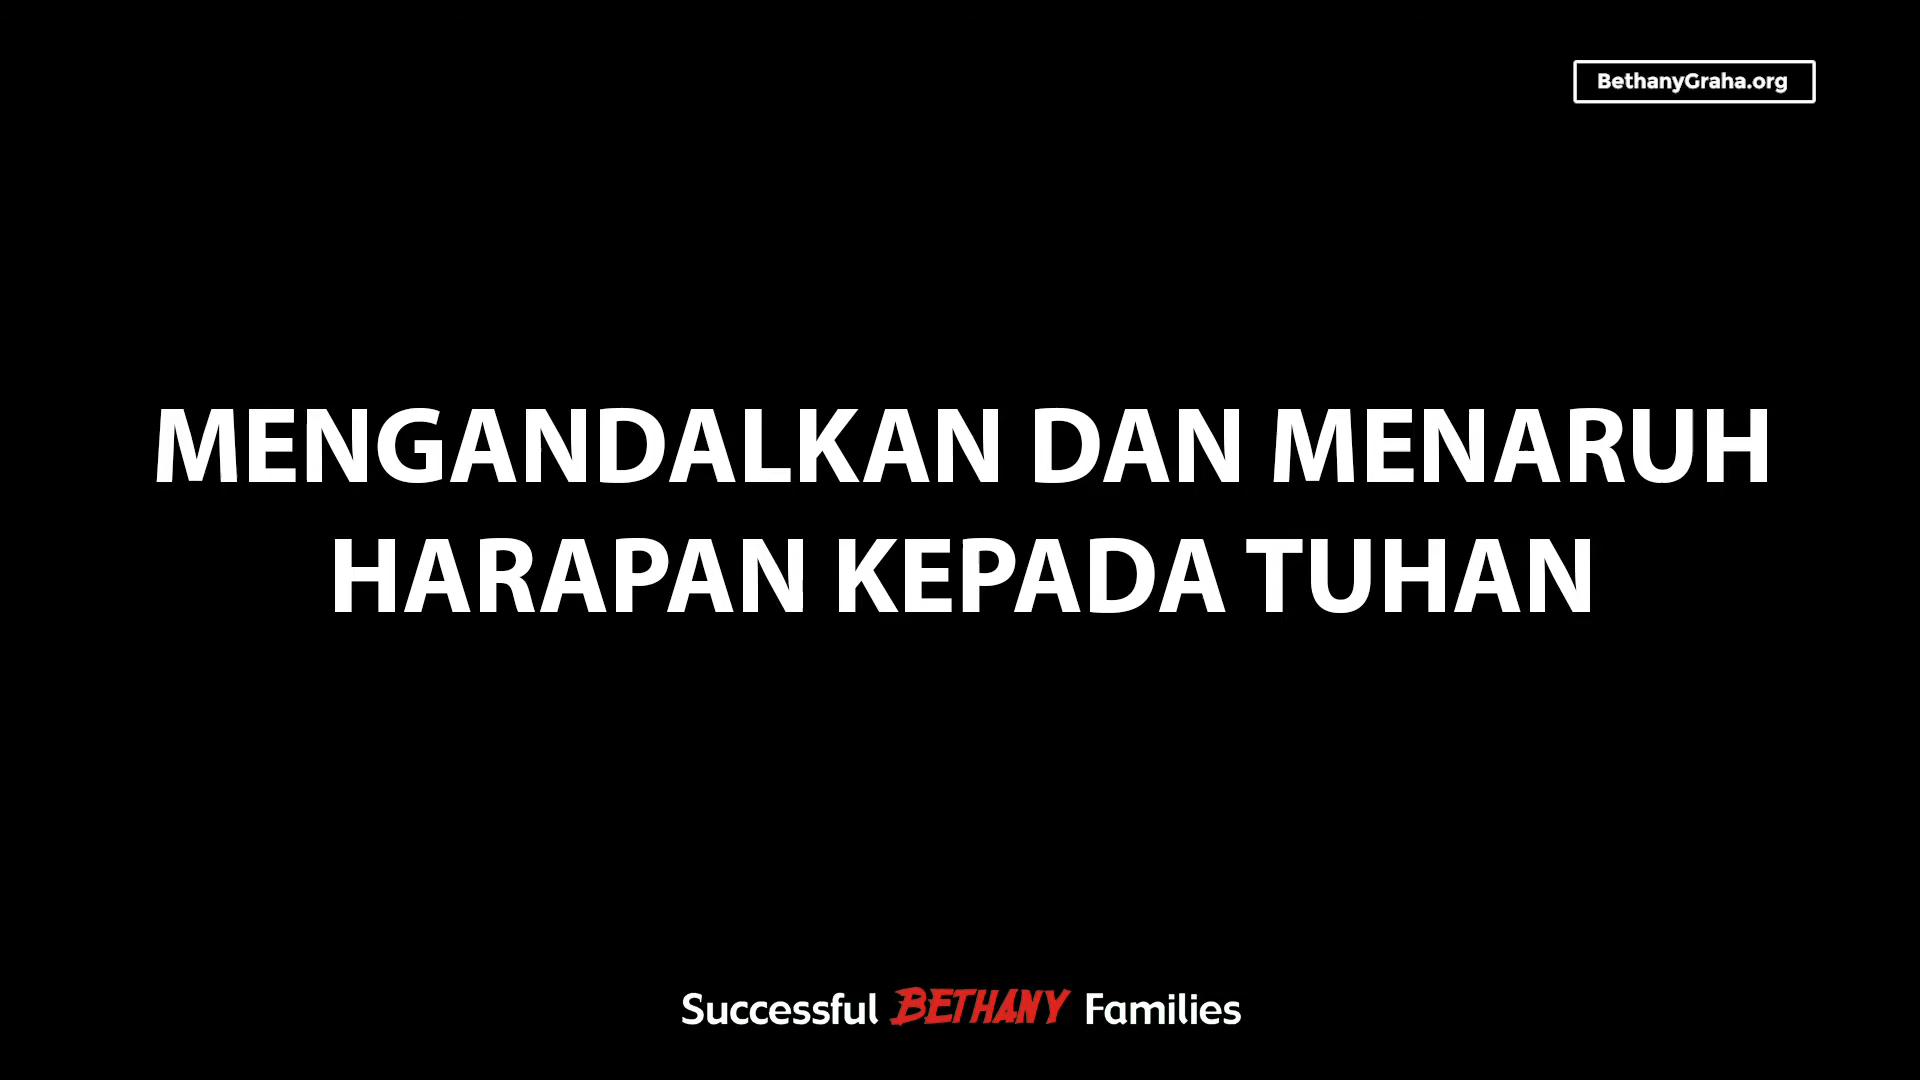 BethanyGraha.org
MENGANDALKAN DAN MENARUH
HARAPAN KEPADA TUHAN
Successful BETHANY Families